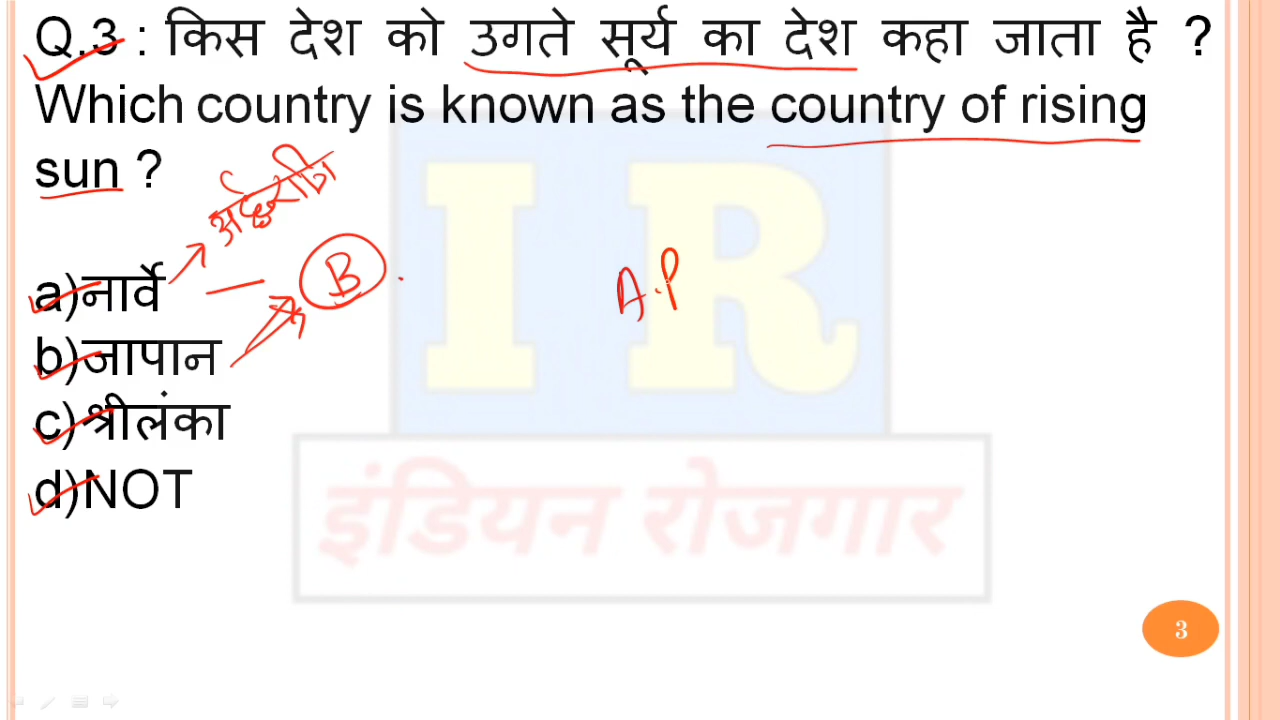 Q.3 : किस देश को उगते सूर्य का देश कहा जाता है ?
Which country is known as the country of rising
sun ?
अर्द्धरात्रि
a)नार्वे
B
A.P
b)जापान
c)श्रीलंका
d)NOT
I R
इंडियन रोजगार
3